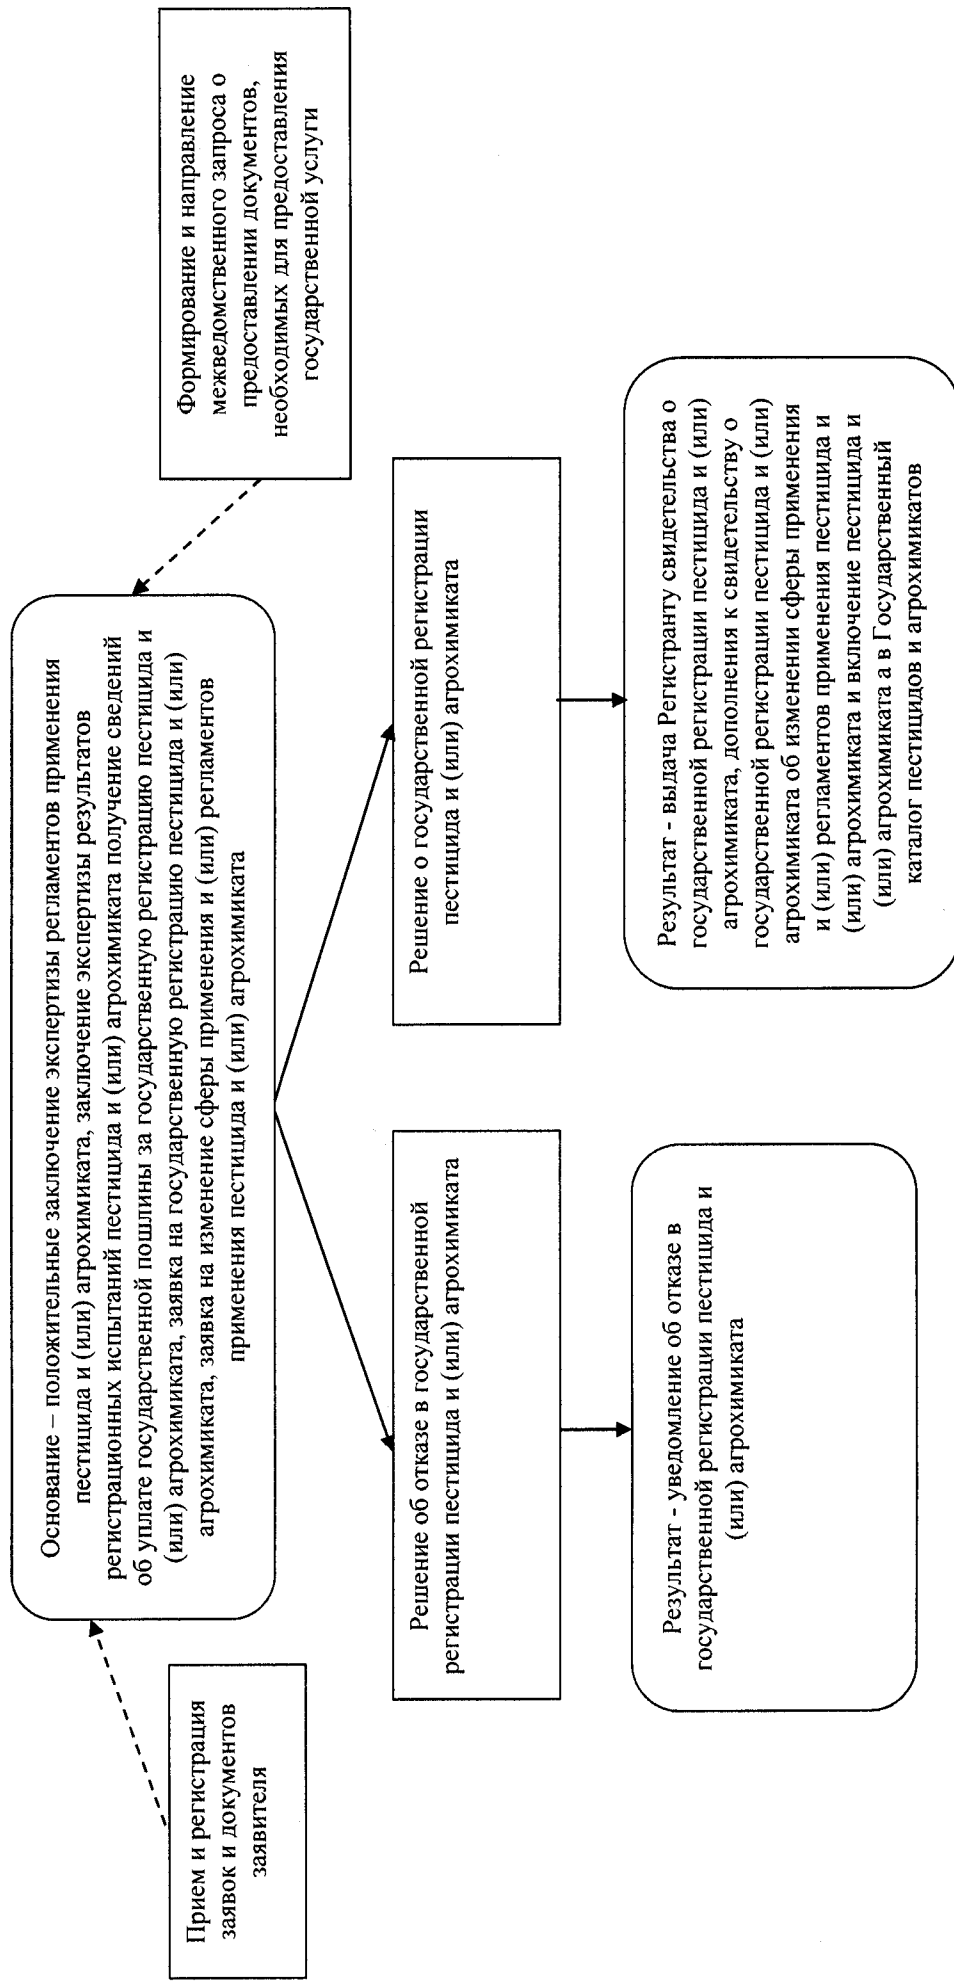 Основание – положительные заключение экспертизы регламентов применения
пестицида и (или) агрохимиката, заключение экспертизы результатов
регистрационных испытаний пестицида и (или) агрохимиката получение сведений
об уплате государственной пошлины за государственную регистрацию пестицида и
(или) агрохимиката, заявка на государственную регистрацию пестицида и (или)
агрохимиката, заявка на изменение сферы применения и (или) регламентов
применения пестицида и (или) агрохимиката
Прием и регистрация
заявок и документов
заявителя
Формирование и направление
межведомственного запроса о
предоставлении документов,
необходимых для предоставления
государственной услуги
Решение об отказе в государственной
регистрации пестицида и (или) агрохимиката
Решение о государственной регистрации
пестицида и (или) агрохимиката
Результат - уведомление об отказе в
государственной регистрации пестицида и
(или) агрохимиката
Результат - выдача Регистранту свидетельства о
государственной регистрации пестицида и (или)
агрохимиката, дополнения к свидетельству о
государственной регистрации пестицида и (или)
агрохимиката об изменении сферы применения
и (или) регламентов применения пестицида и
(или) агрохимиката и включение пестицида и
(или) агрохимиката а в Государственный
каталог пестицидов и агрохимикатов